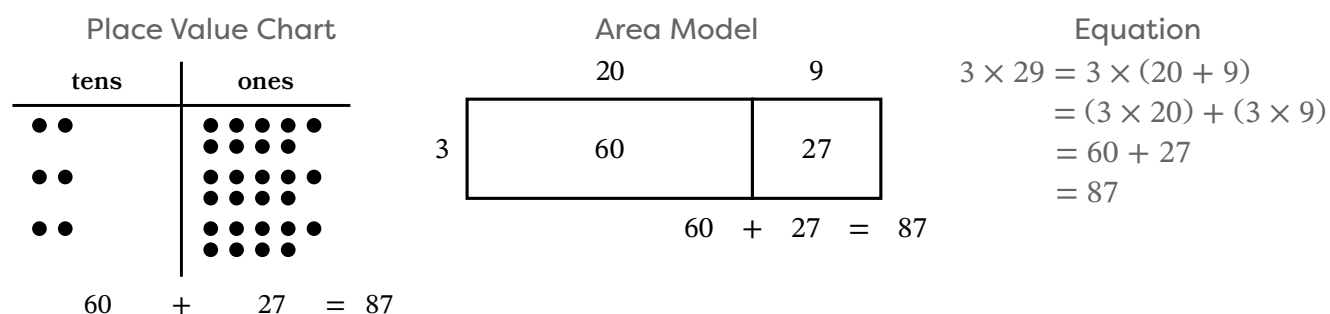 Place Value Chart
tens ones
60 + 27 = 87
Area Model
20 9
3 60 27
60 + 27 = 87
Equation
3 × 29 = 3 × (20 + 9)
= (3 × 20) + (3 × 9)
= 60 + 27
= 87